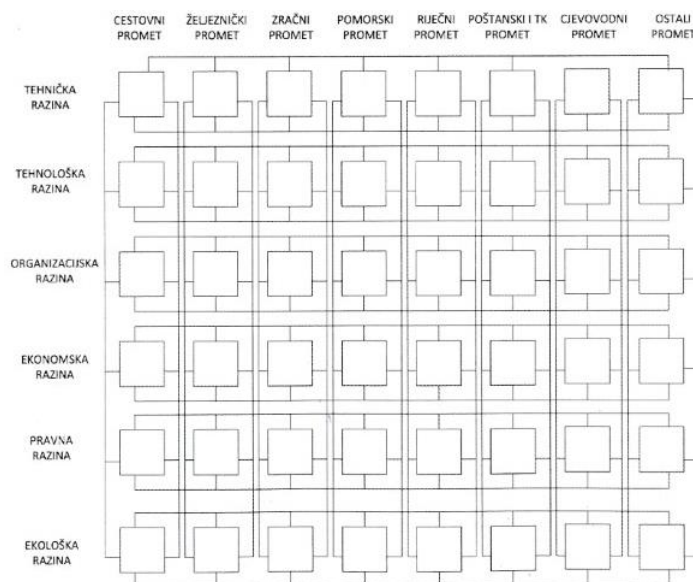 CESTOVNI ŽELJEZNIČKI ZRAČNI POMORSKI RIJEČNI POŠTANSKI I TK CJEVOVODNI OSTALI
PROMET PROMET PROMET PROMET PROMET PROMET PROMET PROMET
TEHNIČKA
RAZINA
TEHNOLOŠKA
RAZINA
ORGANIZACIJSKA
RAZINA
EKONOMSKA
RAZINA
PRAVNA
RAZINA
EKOLOŠKA
RAZINA